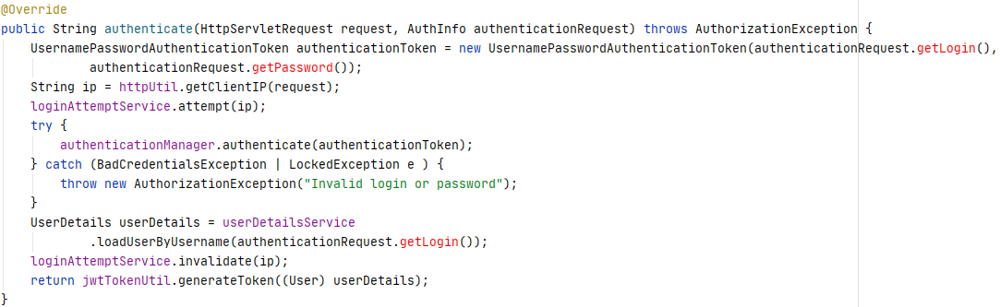 @Override
public String authenticate(HttpServletRequest request, AuthInfo authenticationRequest) throws AuthorizationException {
    UsernamePasswordAuthenticationToken authenticationToken = new UsernamePasswordAuthenticationToken(authenticationRequest.getLogin(),
            authenticationRequest.getPassword());
    String ip = httpUtil.getClientIP(request);
    loginAttemptService.attempt(ip);
    try {
        authenticationManager.authenticate(authenticationToken);
    } catch (BadCredentialsException | LockedException e ) {
        throw new AuthorizationException("Invalid login or password");
    }
    UserDetails userDetails = userDetailsService
            .loadUserByUsername(authenticationRequest.getLogin());
    loginAttemptService.invalidate(ip);
    return jwtTokenUtil.generateToken((User) userDetails);
}